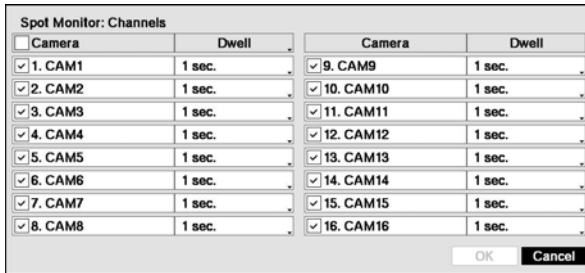 Spot Monitor: Channels
Camera Dwell Camera Dwell
1. CAM1 1 sec. 9. CAM9 1 sec.
2. CAM2 1 sec. 10. CAM10 1 sec.
3. CAM3 1 sec. 11. CAM11 1 sec.
4. CAM4 1 sec. 12. CAM12 1 sec.
5. CAM5 1 sec. 13. CAM13 1 sec.
6. CAM6 1 sec. 14. CAM14 1 sec.
7. CAM7 1 sec. 15. CAM15 1 sec.
8. CAM8 1 sec. 16. CAM16 1 sec.
OK Cancel